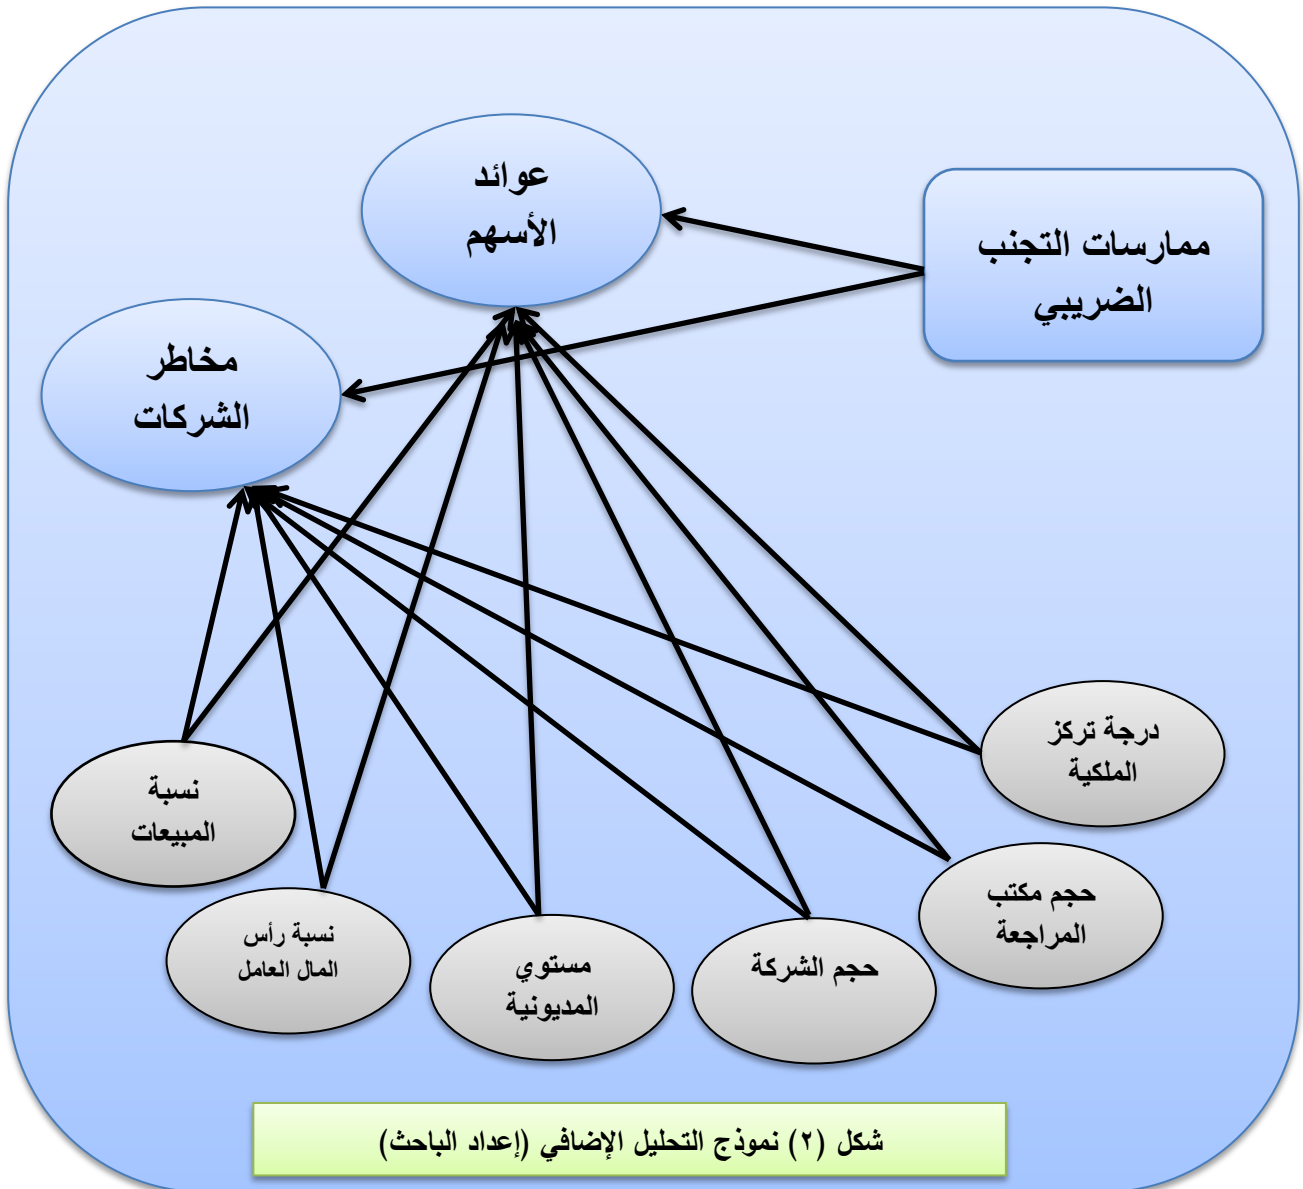 عوائد
الأسهم
ممارسات التجنب
الضريبي
مخاطر
الشركات
درجة تركز
الملكية
نسبة
المبيعات
حجم مكتب
المراجعة
نسبة رأس
المال العامل
مستوي
المديونية
حجم الشركة
شكل (٢) نموذج التحليل الإضافي (إعداد الباحث)